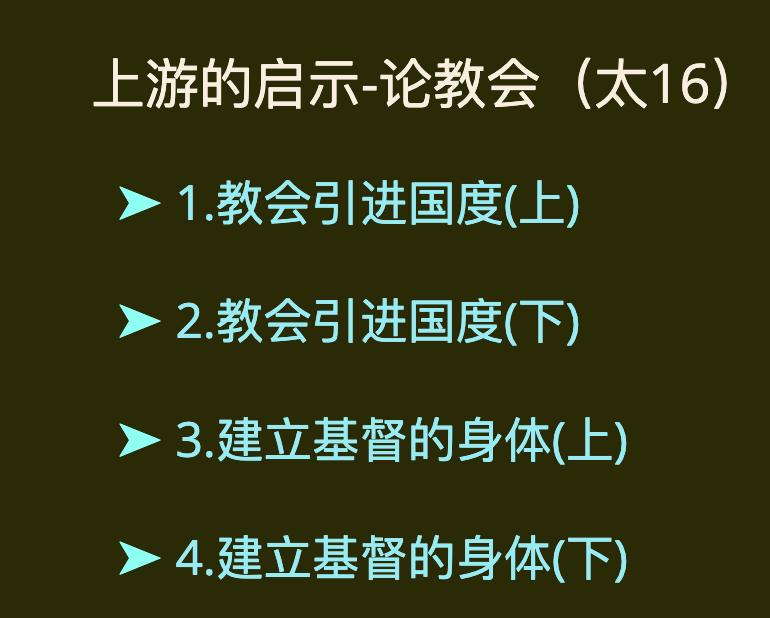 上游的启示-论教会（太16）
➤ 1.教会引进国度(上)
➤ 2.教会引进国度(下)
➤ 3.建立基督的身体(上)
➤ 4.建立基督的身体(下)